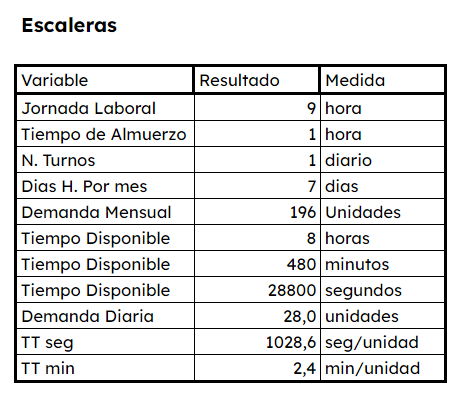 Escaleras
Variable Resultado Medida
Jornada Laboral 9 hora
Tiempo de Almuerzo 1 hora
N. Turnos 1 diario
Dias H. Por mes 7 dias
Demanda Mensual 196 Unidades
Tiempo Disponible 8 horas
Tiempo Disponible 480 minutos
Tiempo Disponible 28800 segundos
Demanda Diaria 28,0 unidades
TT seg 1028,6 seg/unidad
TT min 2,4 min/unidad